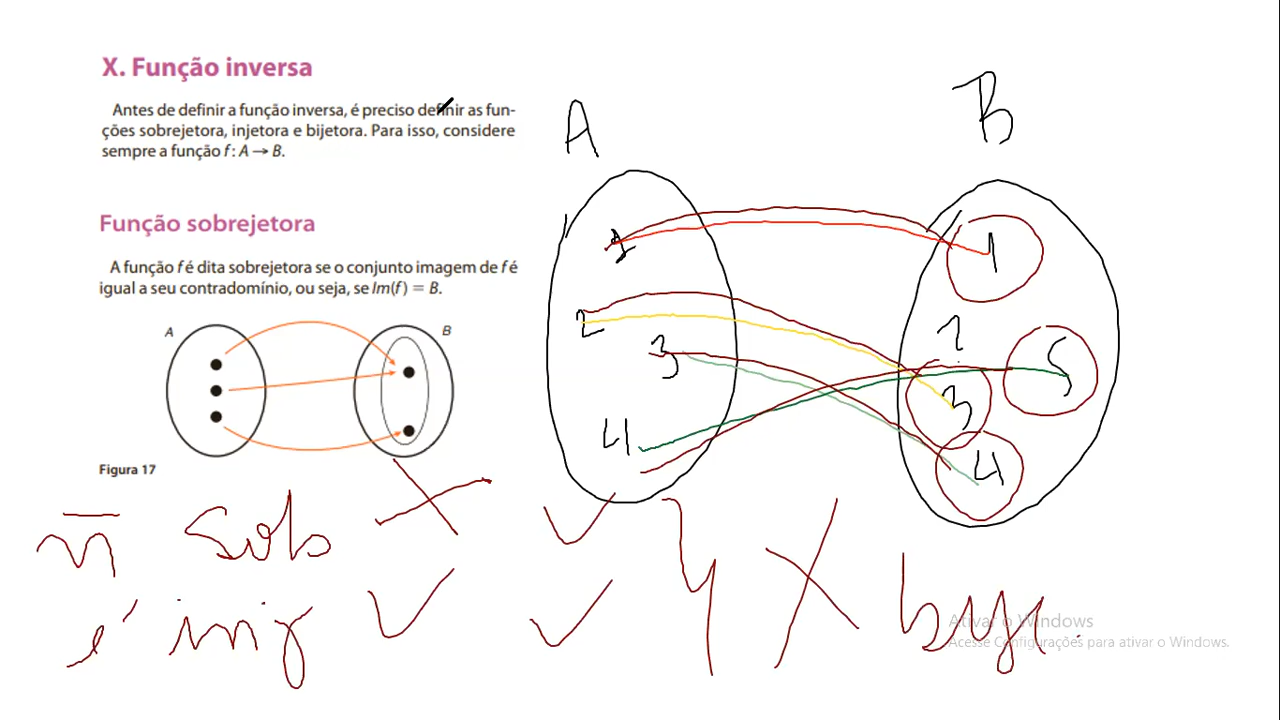 X. Função inversa
Antes de definir a função inversa, é preciso definir as fun-
ções sobrejetora, injetora e bijetora. Para isso, considere
sempre a função f: A → B.
Função sobrejetora
A função f é dita sobrejetora se o conjunto imagem de f é
igual a seu contradomínio, ou seja, se Im(f) = B.
A
B
Figura 17
A
B
1
2
3
4
1
5
3
4
ñ sob
é inj
Ativar o Windows
Acesse Configurações para ativar o Windows.